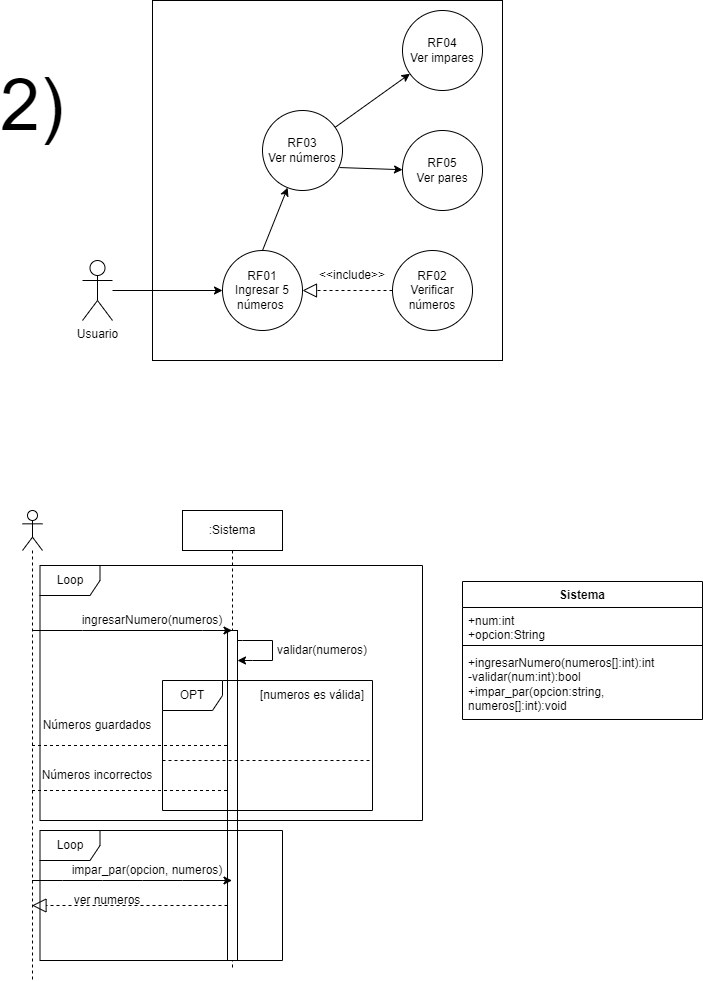 2)
RF04
Ver impares
RF03
Ver números
RF05
Ver pares
RF01
Ingresar 5
números
<<include>>
RF02
Verificar
números
Usuario
:Sistema
Loop
ingresarNumero(numeros)
validar(numeros)
OPT
[numeros es válida]
Números guardados
Números incorrectos
Loop
impar_par(opcion, numeros)
ver numeros
Sistema
+num:int
+opcion:String
+ingresarNumero(numeros[]:int):int
-validar(num:int):bool
+impar_par(opcion:string,
numeros[]:int):void